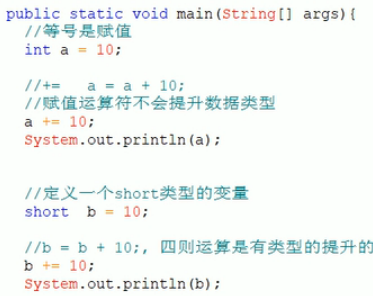 public static void main(String[] args){
//等号是赋值
int a = 10;
//+=   a = a + 10;
//赋值运算符不会提升数据类型
a += 10;
System.out.println(a);
//定义一个short类型的变量
short  b = 10;
//b = b + 10;, 四则运算是有类型的提升的
b += 10;
System.out.println(b);